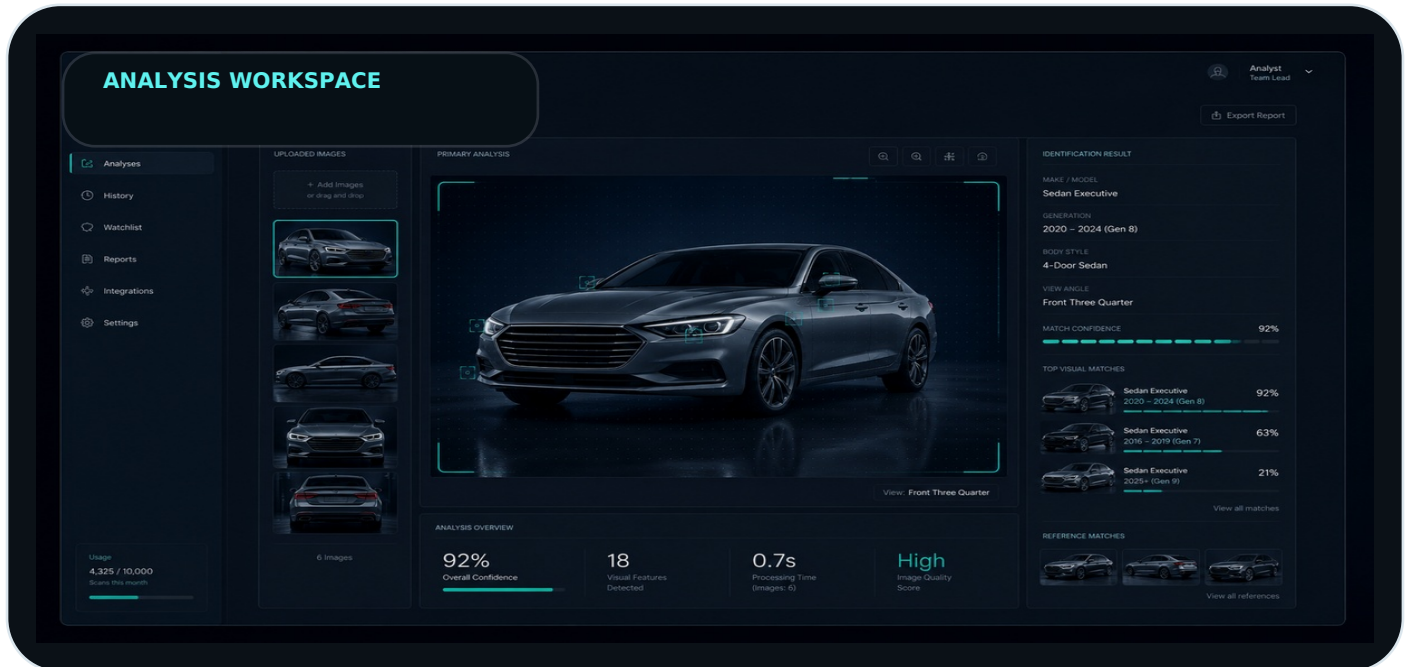 ANALYSIS WORKSPACE
Analyst
Team Lead
Export Report
Analyses
History
Watchlist
Reports
Integrations
Settings
Usage
4,325 / 10,000
Scans this month
UPLOADED IMAGES
+ Add Images
or drag and drop
6 Images
PRIMARY ANALYSIS
View: Front Three Quarter
ANALYSIS OVERVIEW
92%
Overall Confidence
18
Visual Features
Detected
0.7s
Processing Time
(Images: 6)
High
Image Quality
Score
IDENTIFICATION RESULT
MAKE / MODEL
Sedan Executive
GENERATION
2020 – 2024 (Gen 8)
BODY STYLE
4-Door Sedan
VIEW ANGLE
Front Three Quarter
MATCH CONFIDENCE 92%
TOP VISUAL MATCHES
Sedan Executive 92%
2020 – 2024 (Gen 8)
Sedan Executive 63%
2016 – 2019 (Gen 7)
Sedan Executive 21%
2025+ (Gen 9)
View all matches
REFERENCE MATCHES
View all references